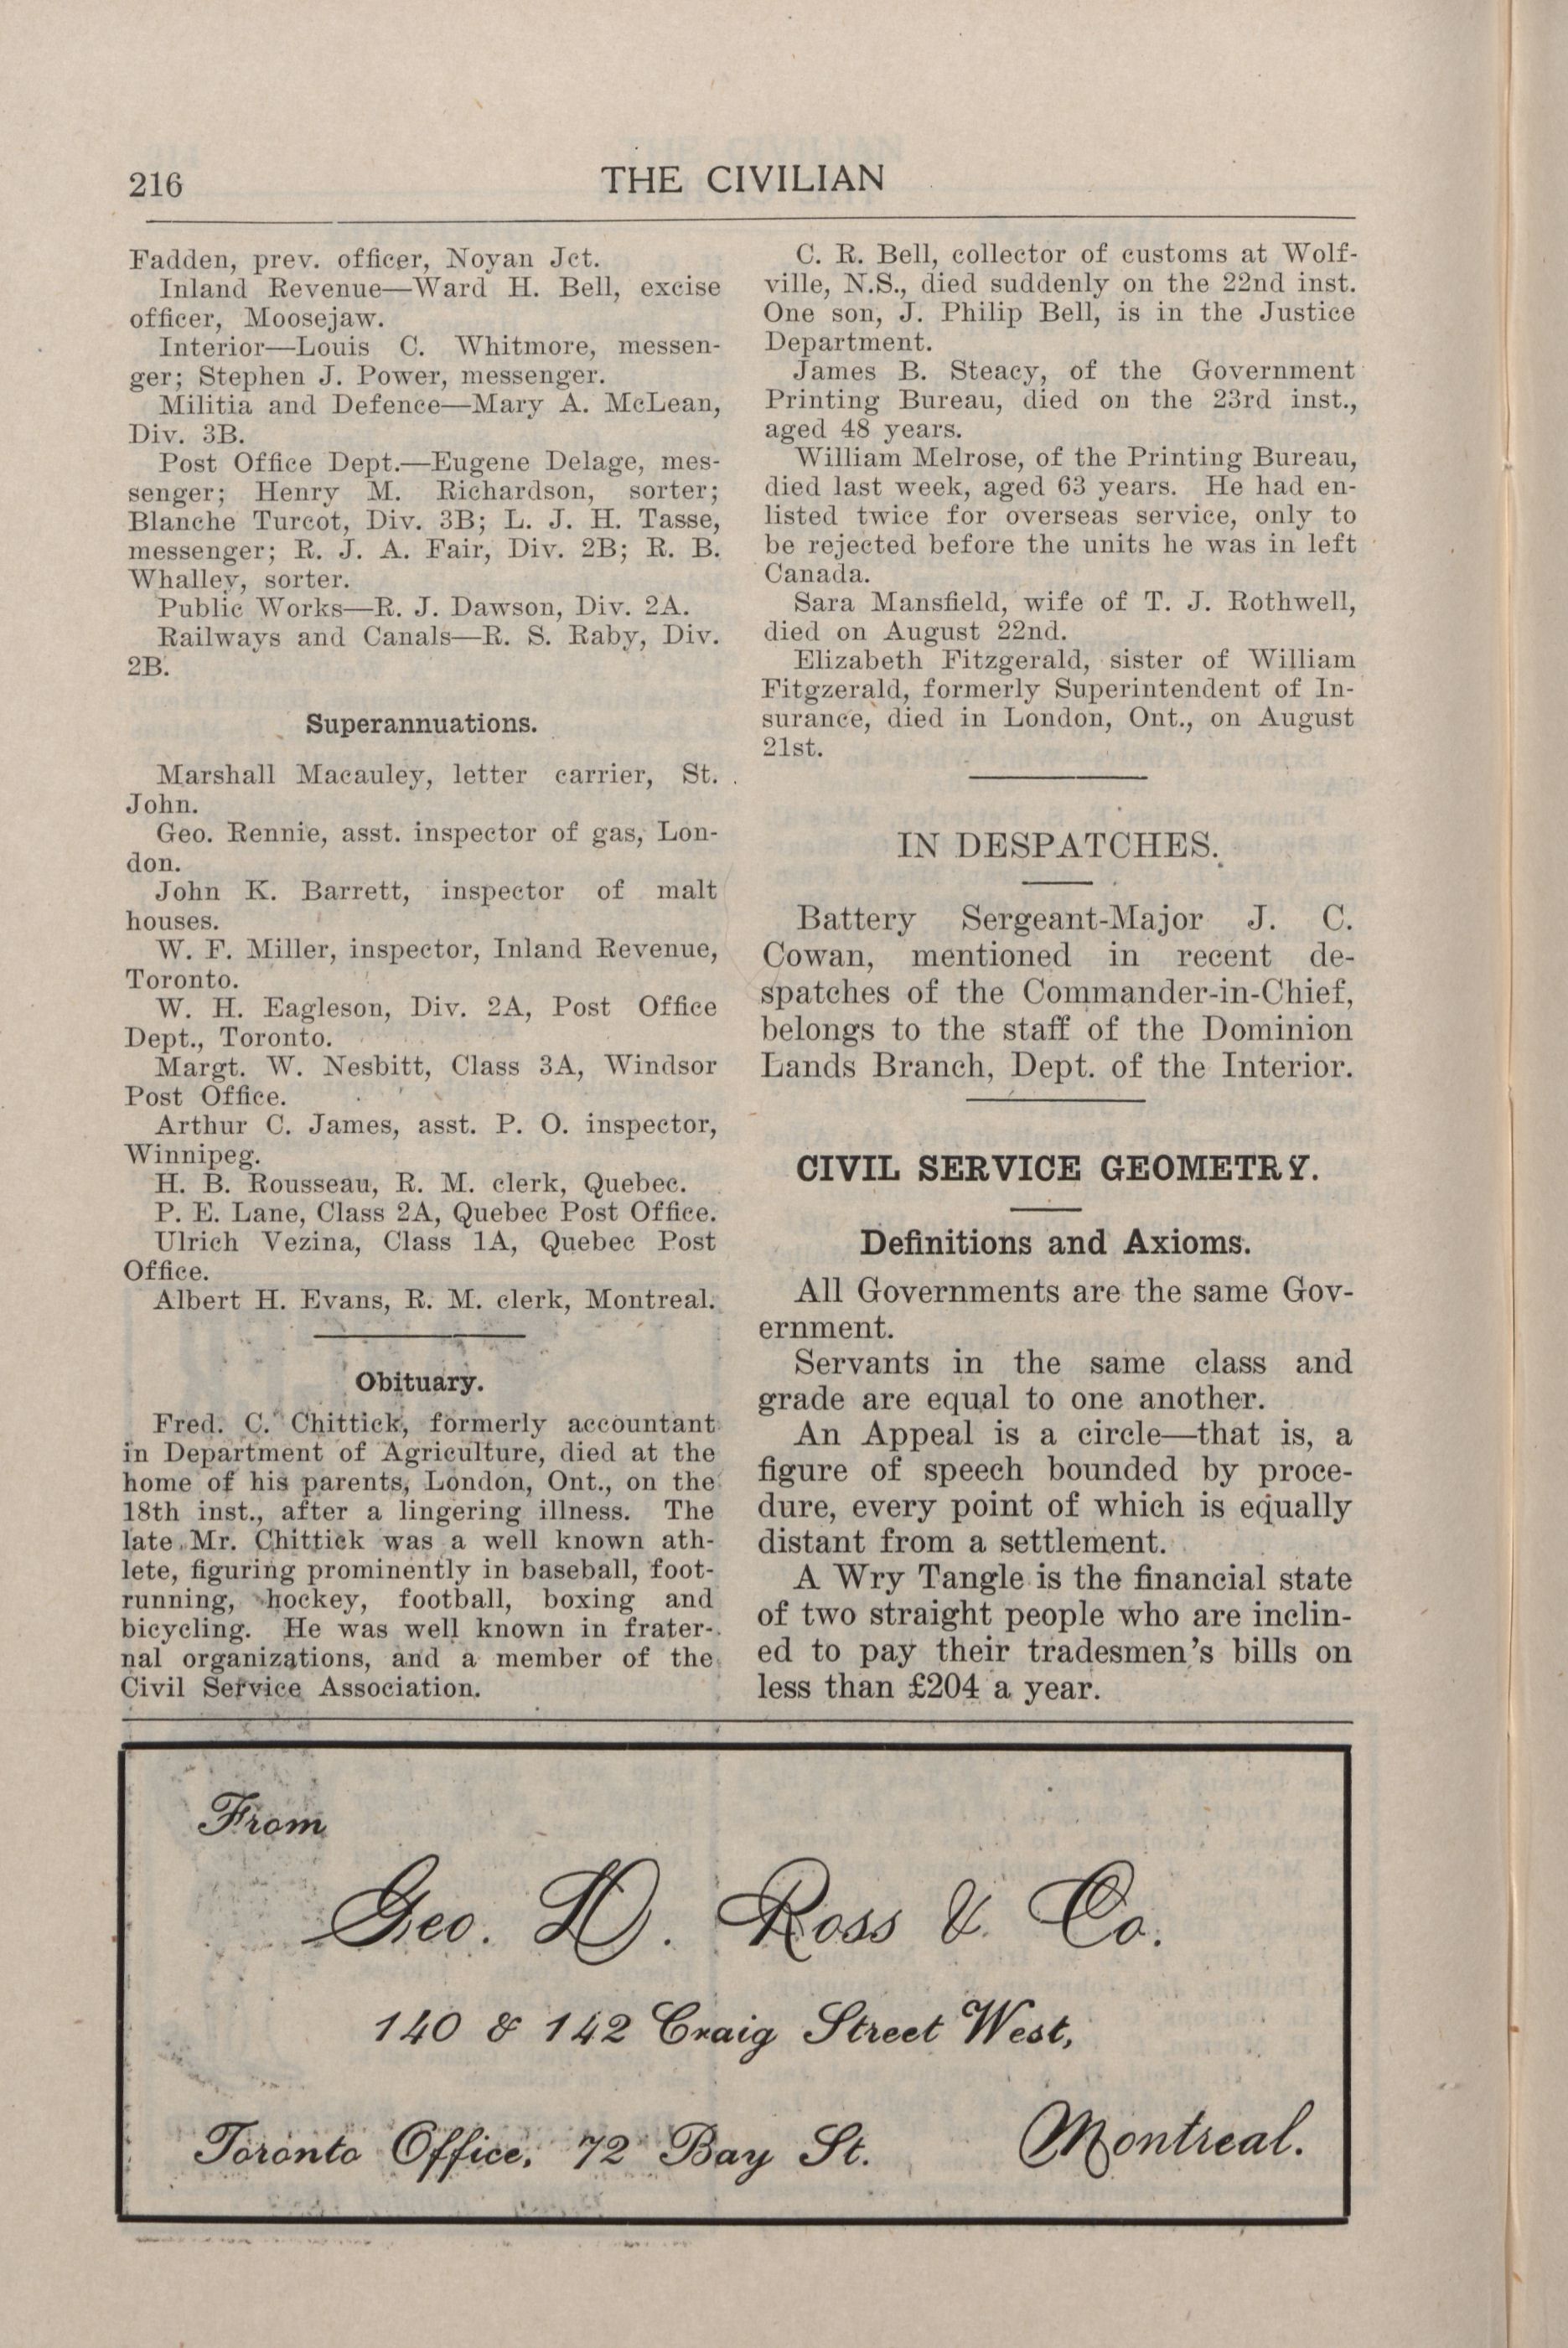 216
THE CIVILIAN
Fadden, prev. officer, Noyan Jct.
Inland Revenue—Ward H. Bell, excise
officer, Moosejaw.
Interior—Louis C. Whitmore, messen-
ger; Stephen J. Power, messenger.
Militia and Defence—Mary A. McLean,
Div. 3B.
Post Office Dept.—Eugene Delage, mes-
senger; Henry M. Richardson, sorter;
Blanche Turcot, Div. 3B; L. J. H. Tasse,
messenger; R. J. A. Fair, Div. 2B; R. B.
Whalley, sorter.
Public Works—R. J. Dawson, Div. 2A.
Railways and Canals—R. S. Raby, Div.
2B.
Superannuations.
Marshall Macauley, letter carrier, St.
John.
Geo. Rennie, asst. inspector of gas, Lon-
don.
John K. Barrett, inspector of malt
houses.
W. F. Miller, inspector, Inland Revenue,
Toronto.
W. H. Eagleson, Div. 2A, Post Office
Dept., Toronto.
Margt. W. Nesbitt, Class 3A, Windsor
Post Office.
Arthur C. James, asst. P. O. inspector,
Winnipeg.
H. B. Rousseau, R. M. clerk, Quebec.
P. E. Lane, Class 2A, Quebec Post Office.
Ulrich Vezina, Class 1A, Quebec Post
Office.
Albert H. Evans, R. M. clerk, Montreal.
Obituary.
Fred. C. Chittick, formerly accountant
in Department of Agriculture, died at the
home of his parents, London, Ont., on the
18th inst., after a lingering illness. The
late Mr. Chittick was a well known ath-
lete, figuring prominently in baseball, foot-
running, hockey, football, boxing and
bicycling. He was well known in frater-
nal organizations, and a member of the
Civil Service Association.
C. R. Bell, collector of customs at Wolf-
ville, N.S., died suddenly on the 22nd inst.
One son, J. Philip Bell, is in the Justice
Department.
James B. Steacy, of the Government
Printing Bureau, died on the 23rd inst.,
aged 48 years.
William Melrose, of the Printing Bureau,
died last week, aged 63 years. He had en-
listed twice for overseas service, only to
be rejected before the units he was in left
Canada.
Sara Mansfield, wife of T. J. Rothwell,
died on August 22nd.
Elizabeth Fitzgerald, sister of William
Fitgzerald, formerly Superintendent of In-
surance, died in London, Ont., on August
21st.
IN DESPATCHES.
Battery Sergeant-Major J. C.
Cowan, mentioned in recent de-
spatches of the Commander-in-Chief,
belongs to the staff of the Dominion
Lands Branch, Dept. of the Interior.
CIVIL SERVICE GEOMETRY.
Definitions and Axioms.
All Governments are the same Gov-
ernment.
Servants in the same class and
grade are equal to one another.
An Appeal is a circle—that is, a
figure of speech bounded by proce-
dure, every point of which is equally
distant from a settlement.
A Wry Tangle is the financial state
of two straight people who are inclin-
ed to pay their tradesmen's bills on
less than £204 a year.
From
Geo. D. Ross & Co.
140 & 142 Craig Street West,
Toronto Office, 72 Bay St. Montreal.